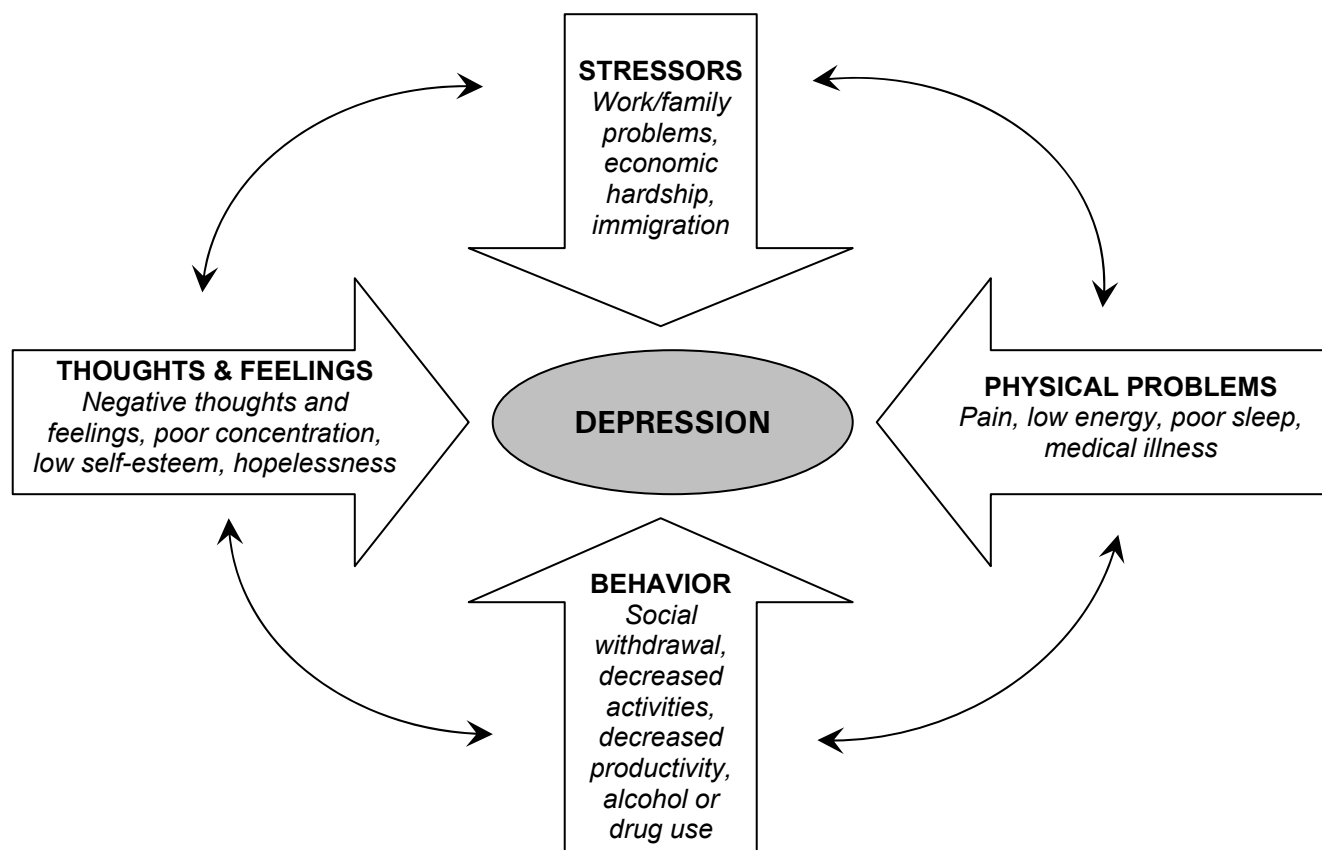 STRESSORS
Work/family
problems,
economic
hardship,
immigration
THOUGHTS & FEELINGS
Negative thoughts and
feelings, poor concentration,
low self-esteem, hopelessness
DEPRESSION
PHYSICAL PROBLEMS
Pain, low energy, poor sleep,
medical illness
BEHAVIOR
Social
withdrawal,
decreased
activities,
decreased
productivity,
alcohol or
drug use